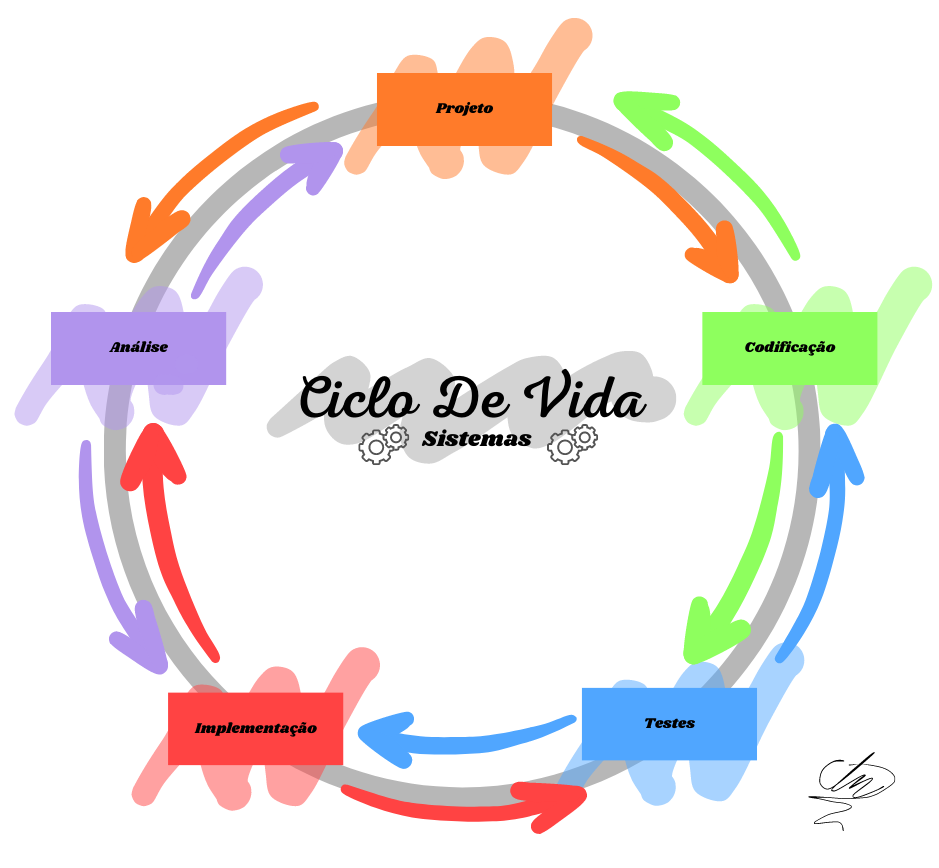 Projeto
Análise
Codificação
Ciclo De Vida
Sistemas
Implementação
Testes